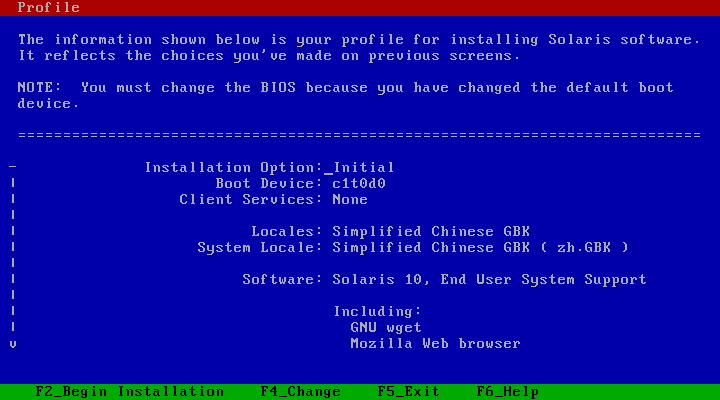 Profile
The information shown below is your profile for installing Solaris software.
It reflects the choices you've made on previous screens.
NOTE:  You must change the BIOS because you have changed the default boot
device.
============================================================================
Installation Option: Initial
Boot Device: c1t0d0
Client Services: None
Locales: Simplified Chinese GBK
System Locale: Simplified Chinese GBK ( zh.GBK )
Software: Solaris 10, End User System Support
Including:
GNU wget
Mozilla Web browser
F2_Begin Installation    F4_Change    F5_Exit    F6_Help